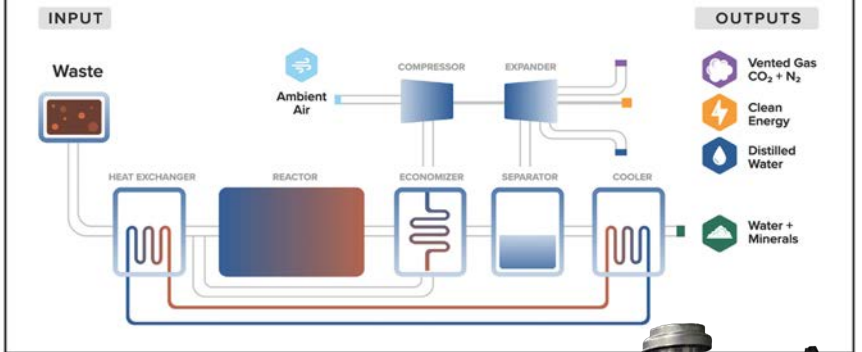 INPUT
OUTPUTS
Waste
Ambient
Air
COMPRESSOR
EXPANDER
Vented Gas
CO₂ + N₂
Clean
Energy
Distilled
Water
HEAT EXCHANGER
REACTOR
ECONOMIZER
SEPARATOR
COOLER
Water +
Minerals